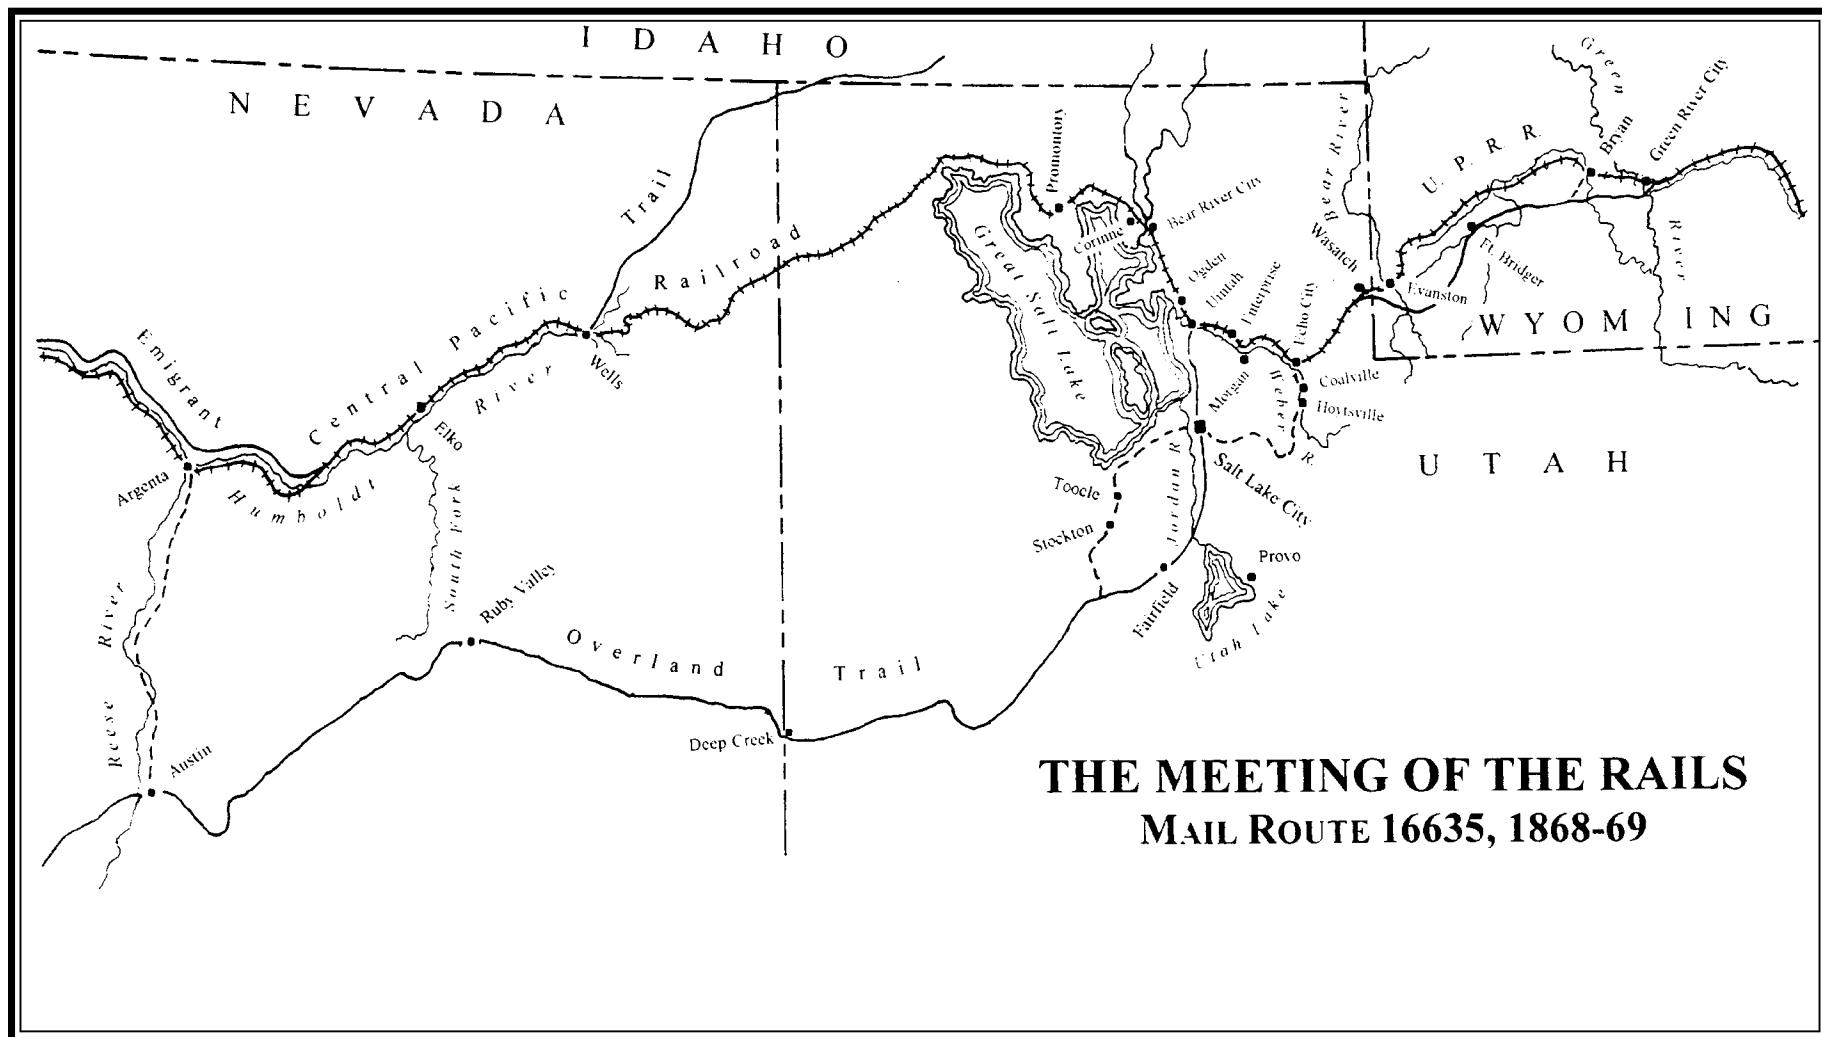 IDAHO
NEVADA
Emigrant
Trail
Central Pacific
Railroad
Humboldt
River
Wells
Elko
Argenta
South Fork
Reese River
Austin
Ruby Valley
Overland
Trail
Deep Creek
Promontory
Great Salt Lake
Corinne
Bear River City
Ogden
Uintah
Enterprise
Echo City
Morgan
Weber
R.
Coalville
Hoytsville
Salt Lake City
Jordan R.
Tooele
Stockton
Fairfield
Provo
Utah Lake
UTAH
Bear River
Wasatch
Evanston
U.P.R.R.
Ft. Bridger
Bryan
Green River City
Green
River
WYOMING
THE MEETING OF THE RAILS
MAIL ROUTE 16635, 1868-69